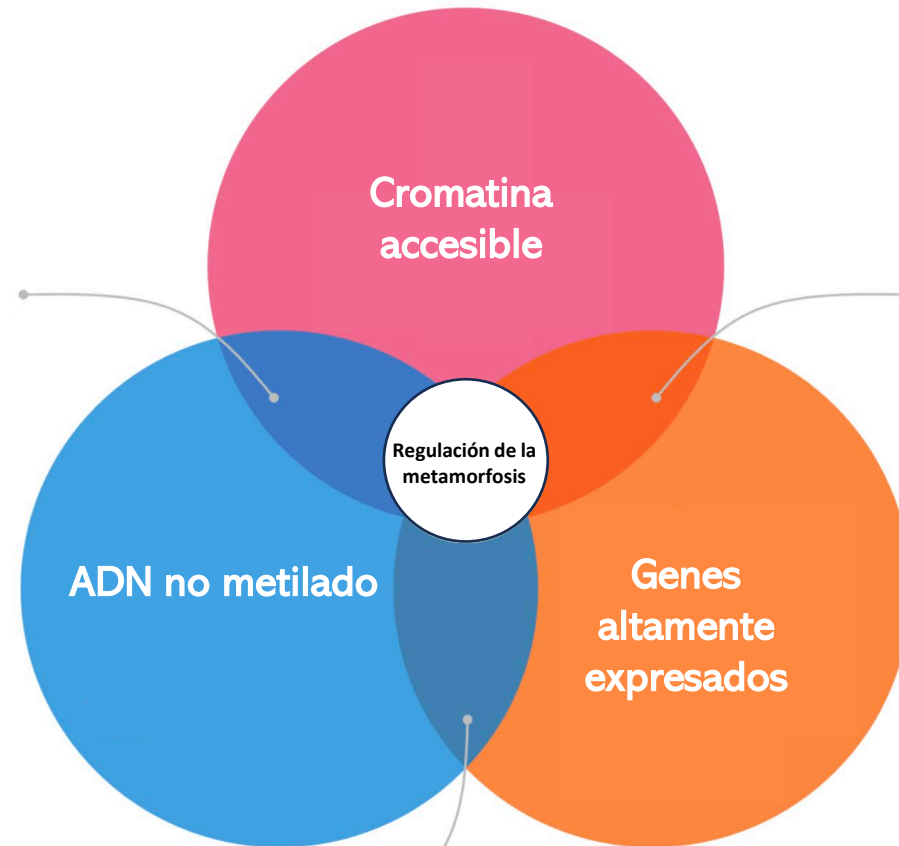 Cromatina
accesible
Regulación de la
metamorfosis
ADN no metilado
Genes
altamente
expresados